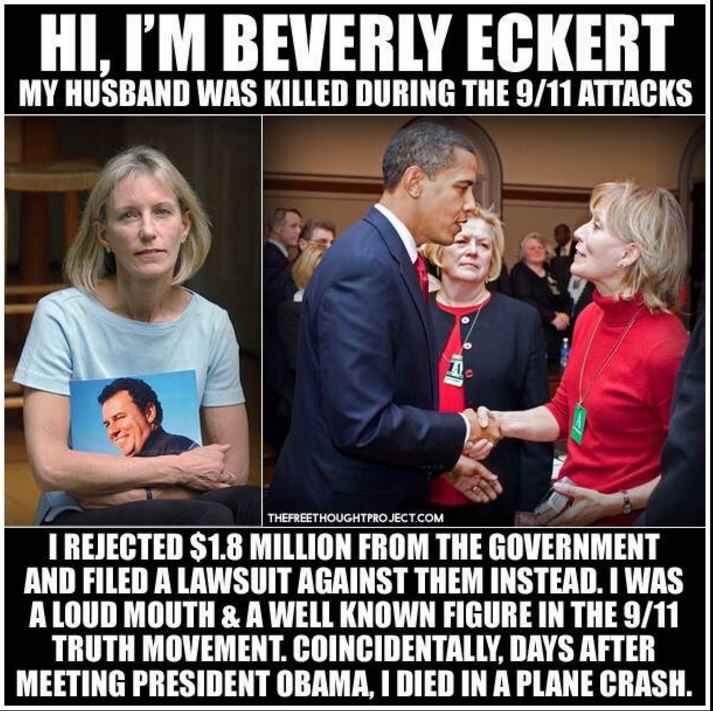 HI, I'M BEVERLY ECKERT
MY HUSBAND WAS KILLED DURING THE 9/11 ATTACKS
A
A
THEFREETHOUGHTPROJECT.COM
I REJECTED $1.8 MILLION FROM THE GOVERNMENT
AND FILED A LAWSUIT AGAINST THEM INSTEAD. I WAS
A LOUD MOUTH & A WELL KNOWN FIGURE IN THE 9/11
TRUTH MOVEMENT. COINCIDENTALLY, DAYS AFTER
MEETING PRESIDENT OBAMA, I DIED IN A PLANE CRASH.